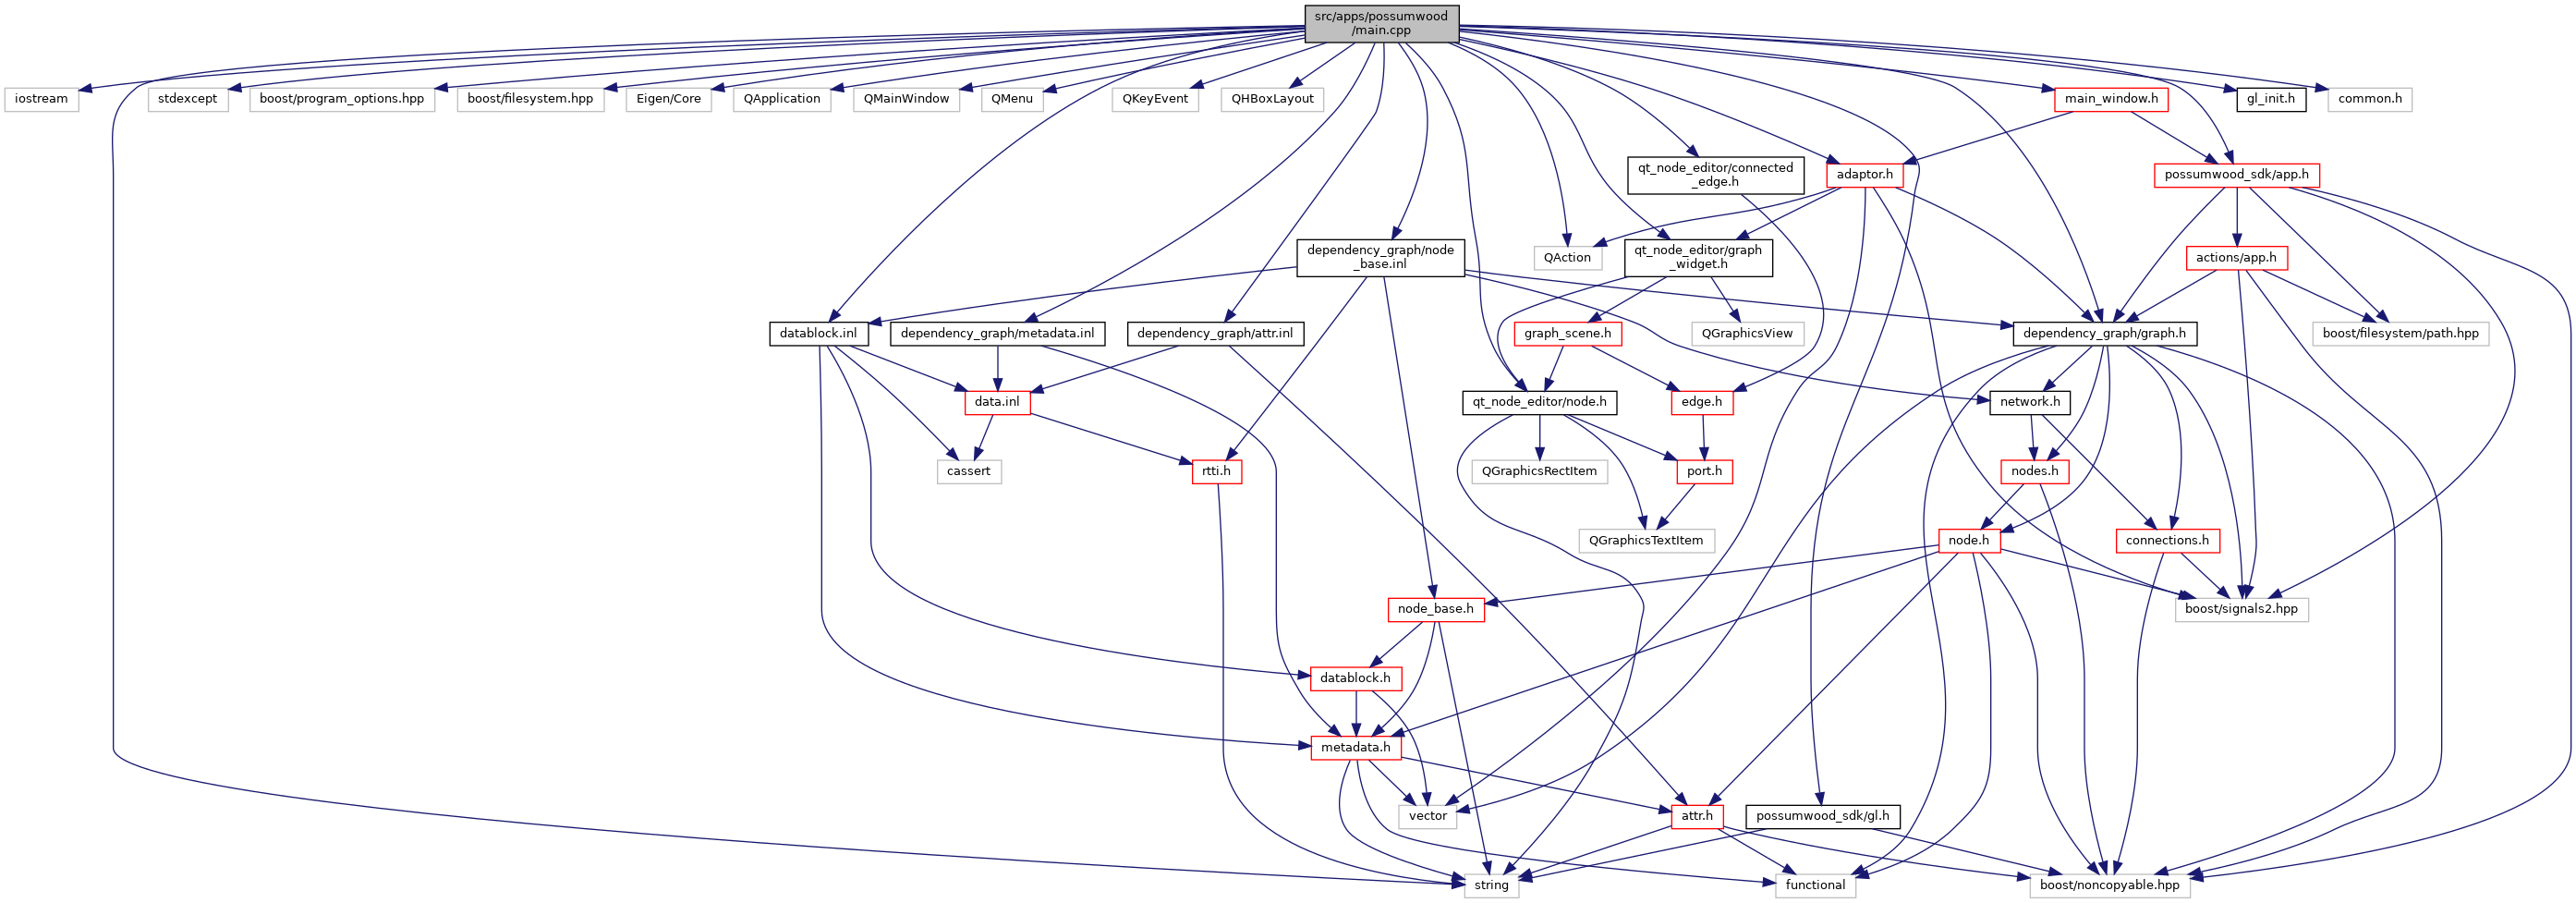 src/apps/possumwood
/main.cpp
iostream
stdexcept
boost/program_options.hpp
boost/filesystem.hpp
Eigen/Core
QApplication
QMainWindow
QMenu
QKeyEvent
QHBoxLayout
main_window.h
gl_init.h
common.h
qt_node_editor/connected
_edge.h
adaptor.h
possumwood_sdk/app.h
dependency_graph/node
_base.inl
QAction
qt_node_editor/graph
_widget.h
actions/app.h
datablock.inl
dependency_graph/metadata.inl
dependency_graph/attr.inl
graph_scene.h
QGraphicsView
dependency_graph/graph.h
boost/filesystem/path.hpp
data.inl
qt_node_editor/node.h
edge.h
network.h
cassert
rtti.h
QGraphicsRectItem
port.h
nodes.h
QGraphicsTextItem
node.h
connections.h
node_base.h
boost/signals2.hpp
datablock.h
metadata.h
vector
attr.h
possumwood_sdk/gl.h
string
functional
boost/noncopyable.hpp